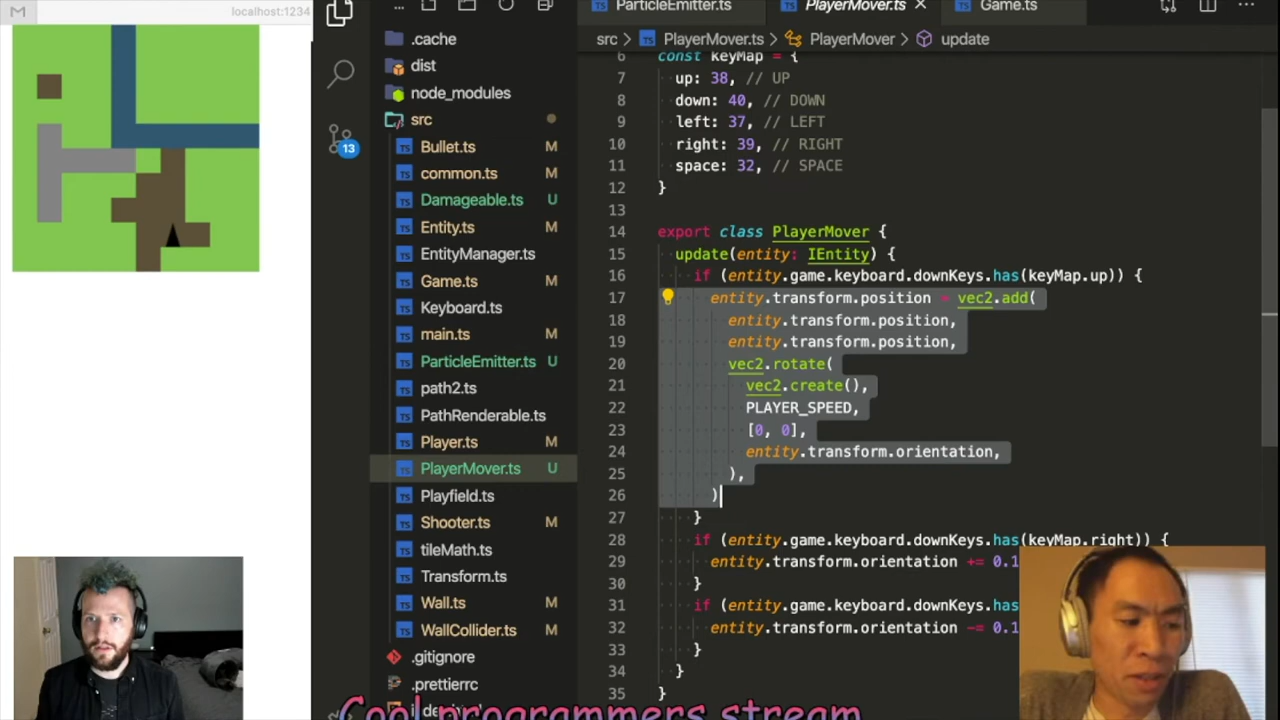 M
localhost:1234
...
ParticleEmitter.ts
PlayerMover.ts ×
Game.ts
...
src > PlayerMover.ts > PlayerMover > update
13
.cache
dist
node_modules
src
Bullet.ts M
common.ts M
Damageable.ts U
Entity.ts M
EntityManager.ts
Game.ts M
Keyboard.ts
main.ts M
ParticleEmitter.ts U
path2.ts
PathRenderable.ts
Player.ts M
PlayerMover.ts U
Playfield.ts
Shooter.ts M
tileMath.ts
Transform.ts
Wall.ts M
WallCollider.ts M
.gitignore
.prettierrc
6 const keyMap = {
7 up: 38, // UP
8 down: 40, // DOWN
9 left: 37, // LEFT
10 right: 39, // RIGHT
11 space: 32, // SPACE
12 }
13
14 export class PlayerMover {
15 update(entity: IEntity) {
16 if (entity.game.keyboard.downKeys.has(keyMap.up)) {
17 entity.transform.position = vec2.add(
18 entity.transform.position,
19 entity.transform.position,
20 vec2.rotate(
21 vec2.create(),
22 PLAYER_SPEED,
23 [0, 0],
24 entity.transform.orientation,
25 ),
26 )
27 }
28 if (entity.game.keyboard.downKeys.has(keyMap.right)) {
29 entity.transform.orientation += 0.1
30 }
31 if (entity.game.keyboard.downKeys.has
32 entity.transform.orientation -= 0.1
33 }
34 }
35 }
Cool programmers stream